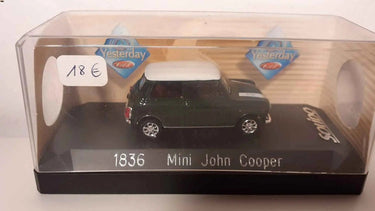 Yesterday
Yesterday
18 €
Solido
1836 Mini John Cooper